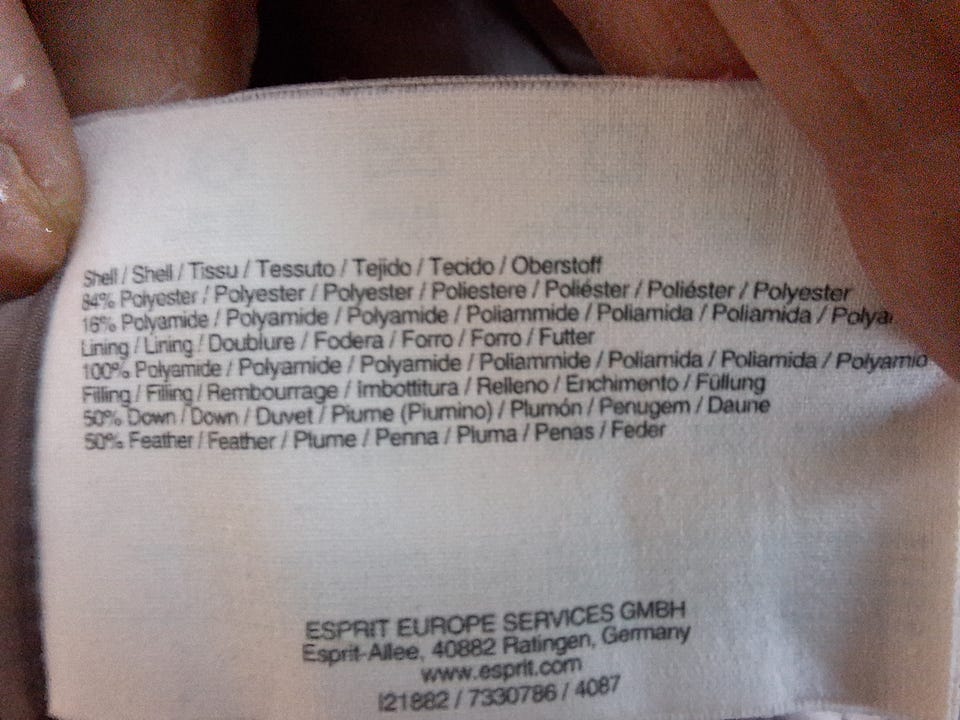 Shell / Shell / Tissu / Tessuto / Tejido / Tecido / Oberstoff
84% Polyester / Polyester / Polyester / Poliestere / Poliéster / Poliéster / Polyester
16% Polyamide / Polyamide / Polyamide / Poliammide / Poliamida / Poliamida / Polya
Lining / Lining / Doublure / Fodera / Forro / Forro / Futter
100% Polyamide / Polyamide / Polyamide / Poliammide / Poliamida / Poliamida / Polyamid
Filling / Filling / Rembourrage / imbottitura / Relleno / Enchimento / Füllung
50% Down / Down / Duvet / Piume (Piumino) / Plumón / Penugem / Daune
50% Feather / Feather / Plume / Penna / Pluma / Penas / Feder
ESPRIT EUROPE SERVICES GMBH
Esprit-Allee, 40882 Ratingen, Germany
www.esprit.com
I21882 / 7330786 / 4087